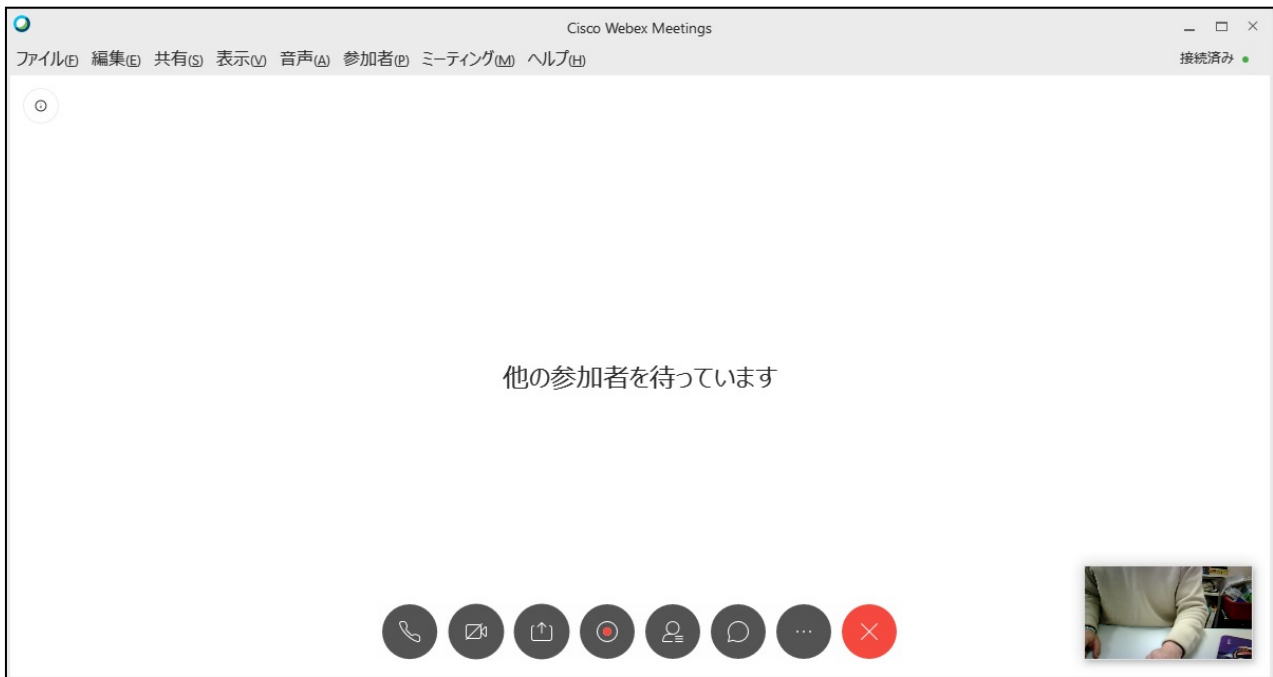 Cisco Webex Meetings
ファイル(F) 編集(E) 共有(S) 表示(V) 音声(A) 参加者(P) ミーティング(M) ヘルプ(H) 接続済み
他の参加者を待っています